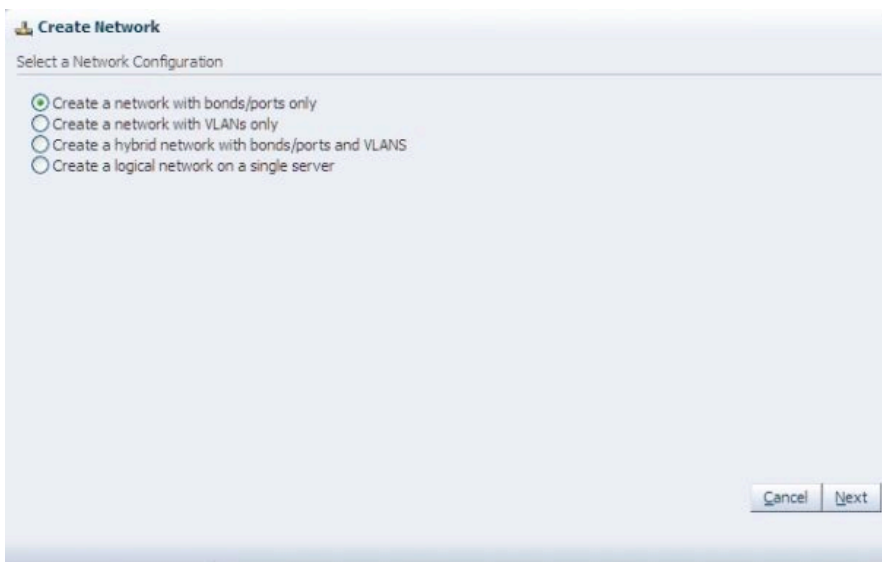 Create Network
Select a Network Configuration
Create a network with bonds/ports only
Create a network with VLANs only
Create a hybrid network with bonds/ports and VLANS
Create a logical network on a single server
Cancel Next